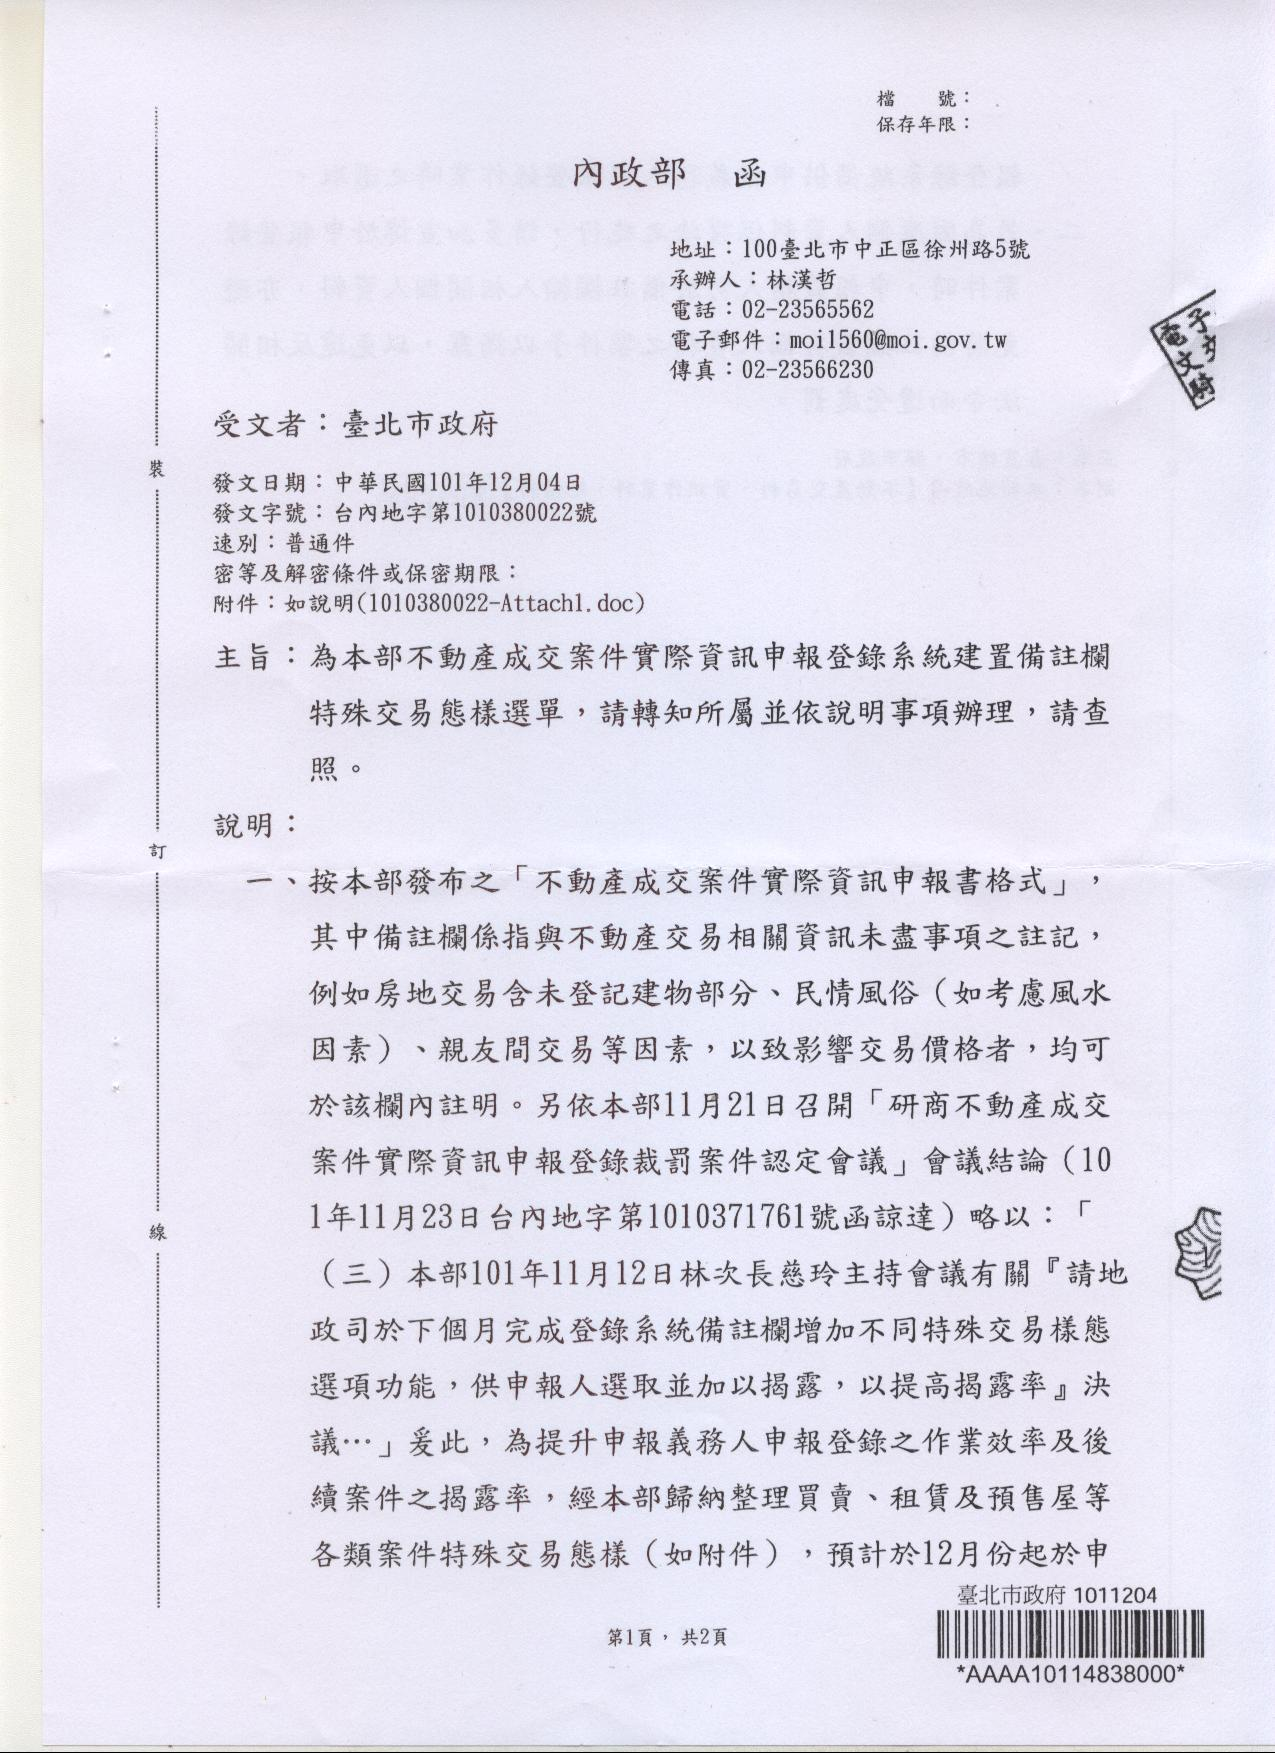 檔　　號：
保存年限：
內政部　函
地址：100臺北市中正區徐州路5號
承辦人：林漢哲
電話：02-23565562
電子郵件：moi1560@moi.gov.tw
傳真：02-23566230
受文者：臺北市政府
發文日期：中華民國101年12月04日
發文字號：台內地字第1010380022號
速別：普通件
密等及解密條件或保密期限：
附件：如說明(1010380022-Attach1.doc)
主旨：為本部不動產成交案件實際資訊申報登錄系統建置備註欄
特殊交易態樣選單，請轉知所屬並依說明事項辦理，請查
照。
說明：
一、按本部發布之「不動產成交案件實際資訊申報書格式」，
其中備註欄係指與不動產交易相關資訊未盡事項之註記，
例如房地交易含未登記建物部分、民情風俗（如考慮風水
因素）、親友間交易等因素，以致影響交易價格者，均可
於該欄內註明。另依本部11月21日召開「研商不動產成交
案件實際資訊申報登錄裁罰案件認定會議」會議結論（10
1年11月23日台內地字第1010371761號函諒達）略以：「
（三）本部101年11月12日林次長慈玲主持會議有關『請地
政司於下個月完成登錄系統備註欄增加不同特殊交易樣態
選項功能，供申報人選取並加以揭露，以提高揭露率』決
議…」爰此，為提升申報義務人申報登錄之作業效率及後
續案件之揭露率，經本部歸納整理買賣、租賃及預售屋等
各類案件特殊交易態樣（如附件），預計於12月份起於申
裝
訂
線
電子
文
騎
臺北市政府 1011204
*AAAA10114838000*
第1頁，共2頁